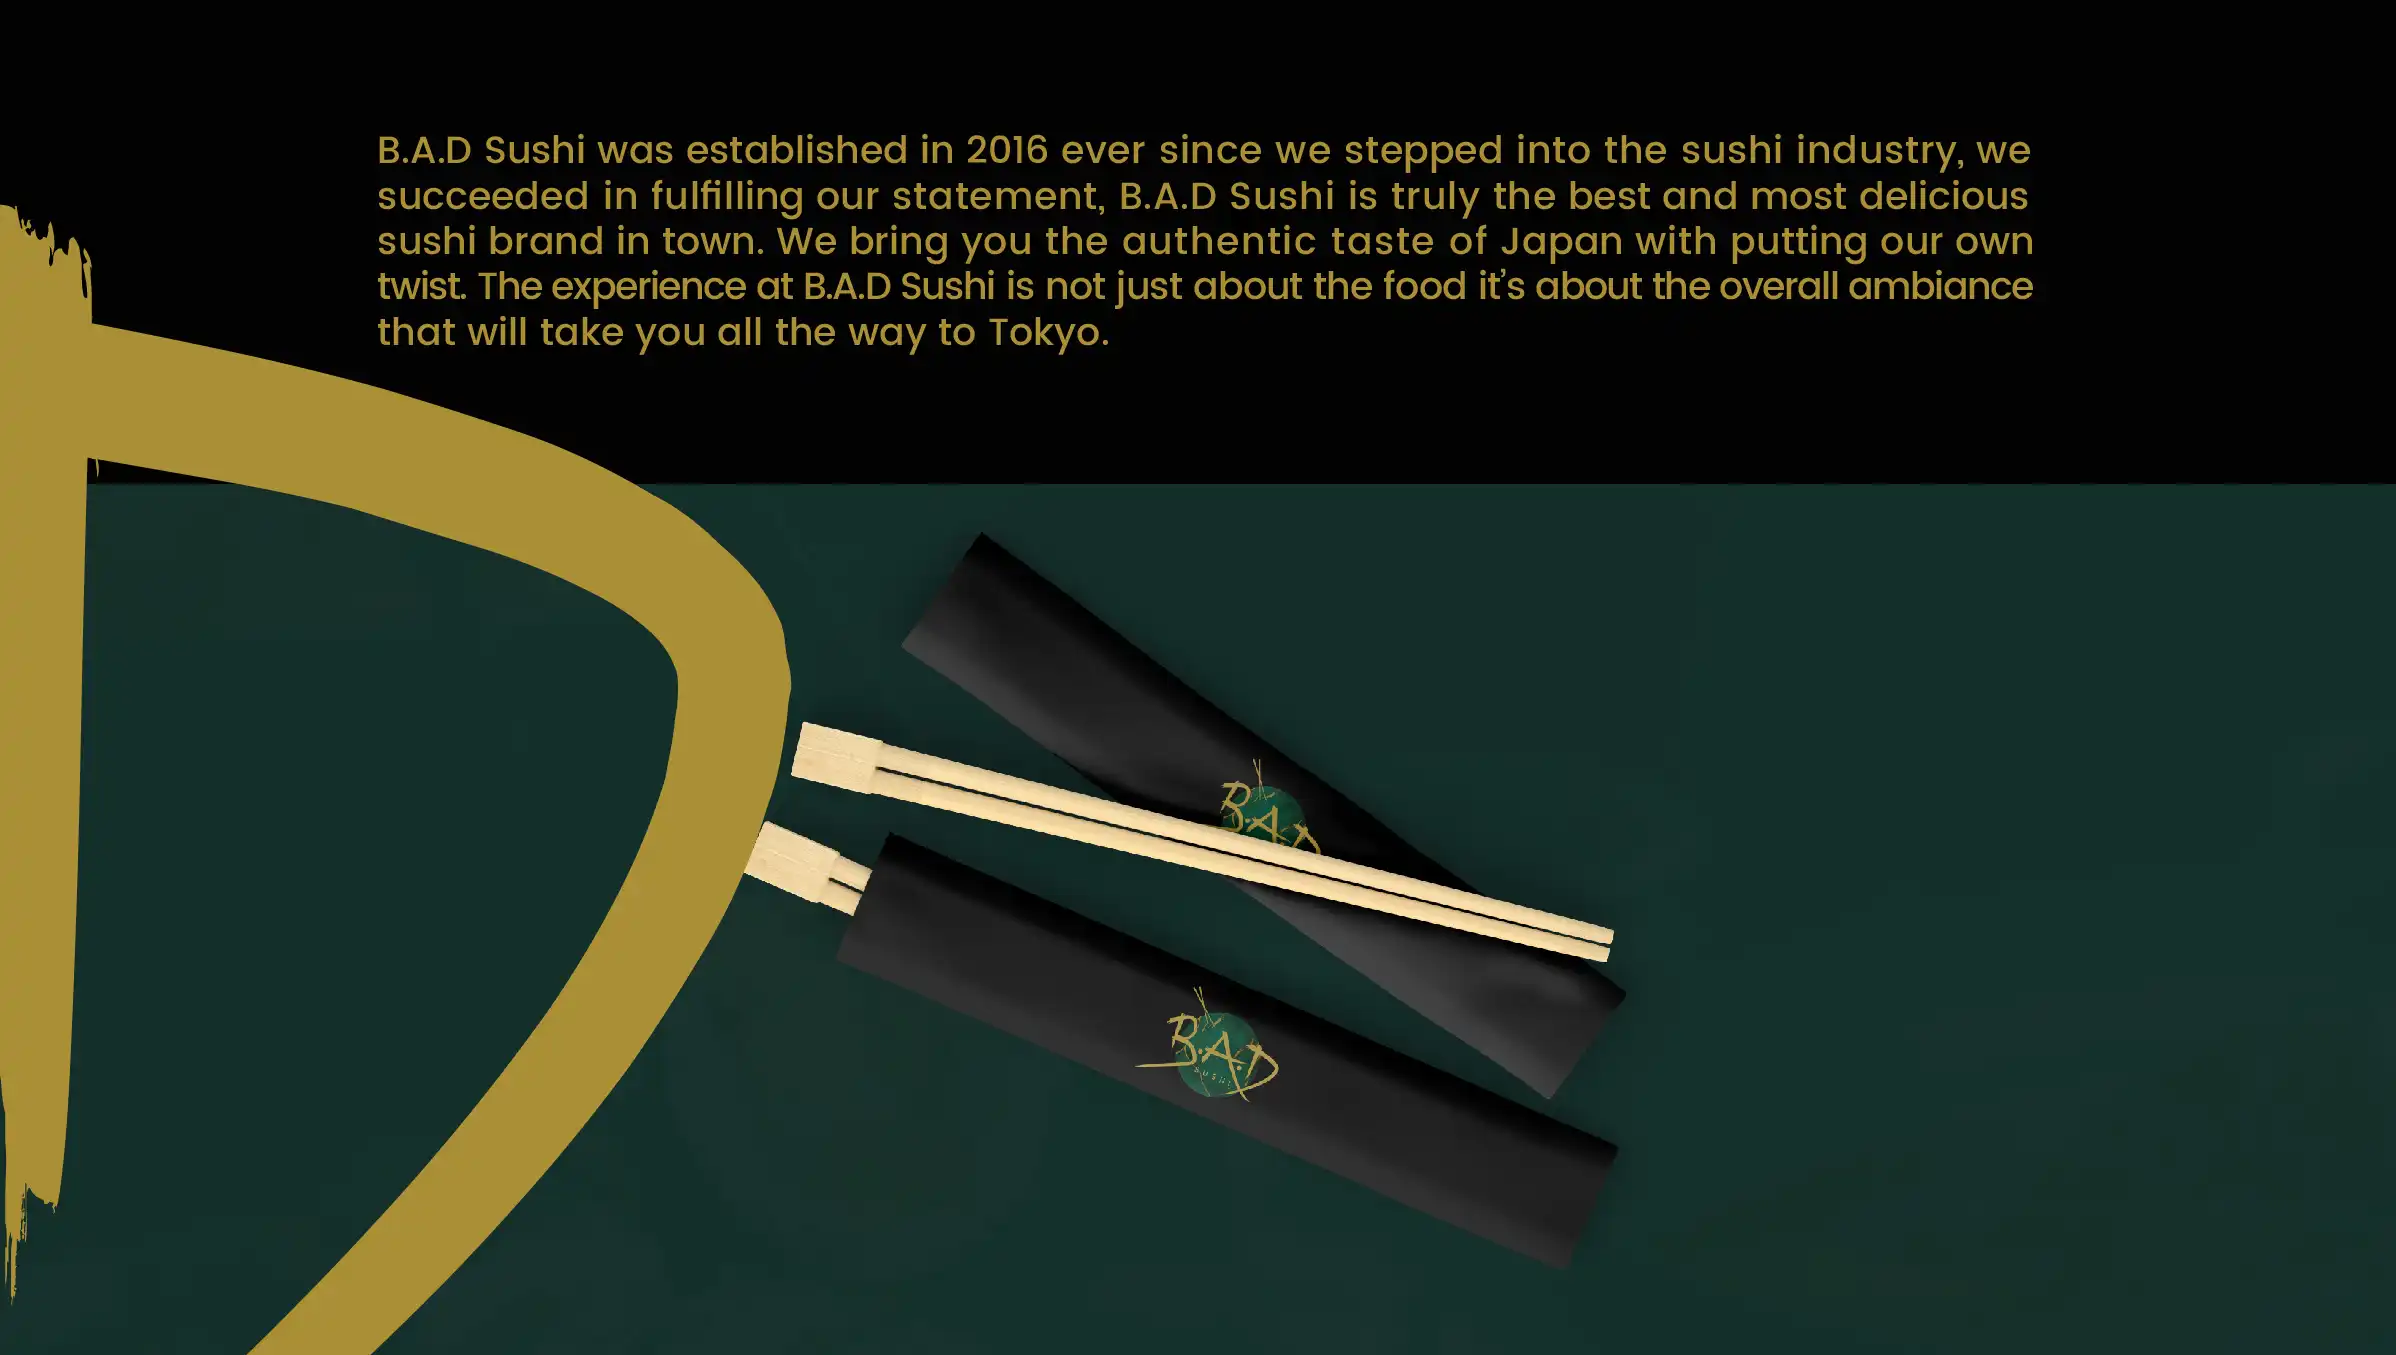 B.A.D Sushi was established in 2016 ever since we stepped into the sushi industry, we
succeeded in fulfilling our statement, B.A.D Sushi is truly the best and most delicious
sushi brand in town. We bring you the authentic taste of Japan with putting our own
twist. The experience at B.A.D Sushi is not just about the food it’s about the overall ambiance
that will take you all the way to Tokyo.
B.A.D
B.A.D
SUSHI